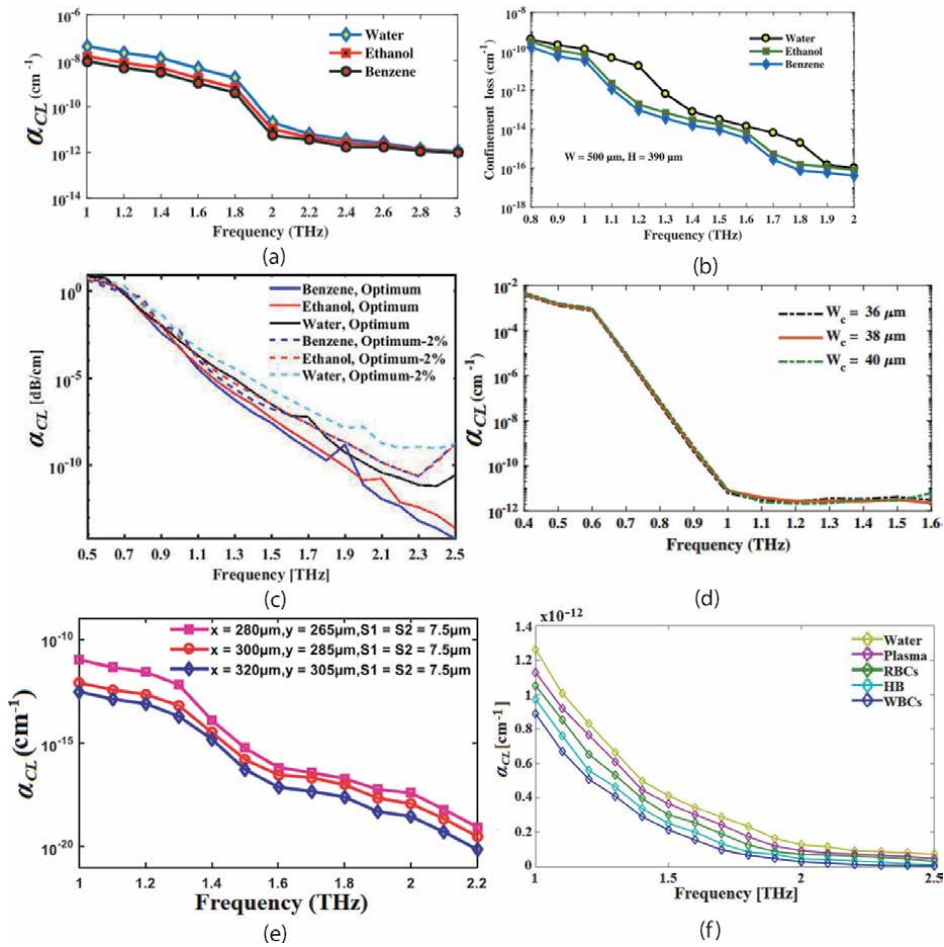 10^-6
10^-8
10^-10
10^-12
10^-14
α_CL (cm^-1)
Water
Ethanol
Benzene
1 1.2 1.4 1.6 1.8 2 2.2 2.4 2.6 2.8 3
Frequency (THz)
(a)
10^-8
10^-10
10^-12
10^-14
10^-16
10^-18
Confinement loss (cm^-1)
Water
Ethanol
Benzene
W = 500 µm, H = 390 µm
0.8 0.9 1 1.1 1.2 1.3 1.4 1.5 1.6 1.7 1.8 1.9 2
Frequency (THz)
(b)
10^0
10^-5
10^-10
α_CL [dB/cm]
Benzene, Optimum
Ethanol, Optimum
Water, Optimum
Benzene, Optimum-2%
Ethanol, Optimum-2%
Water, Optimum-2%
0.5 0.7 0.9 1.1 1.3 1.5 1.7 1.9 2.1 2.3 2.5
Frequency [THz]
(c)
10^-2
10^-4
10^-6
10^-8
10^-10
10^-12
α_CL (cm^-1)
W_c = 36 µm
W_c = 38 µm
W_c = 40 µm
0.4 0.5 0.6 0.7 0.8 0.9 1 1.1 1.2 1.3 1.4 1.5 1.6
Frequency (THz)
(d)
10^-10
10^-15
10^-20
α_CL (cm^-1)
x = 280µm,y = 265µm,S1 = S2 = 7.5µm
x = 300µm,y = 285µm,S1 = S2 = 7.5µm
x = 320µm,y = 305µm,S1 = S2 = 7.5µm
1 1.2 1.4 1.6 1.8 2 2.2
Frequency (THz)
(e)
x10^-12
1.4
1.2
1
0.8
0.6
0.4
0.2
0
α_CL [cm^-1]
Water
Plasma
RBCs
HB
WBCs
1 1.5 2 2.5
Frequency [THz]
(f)